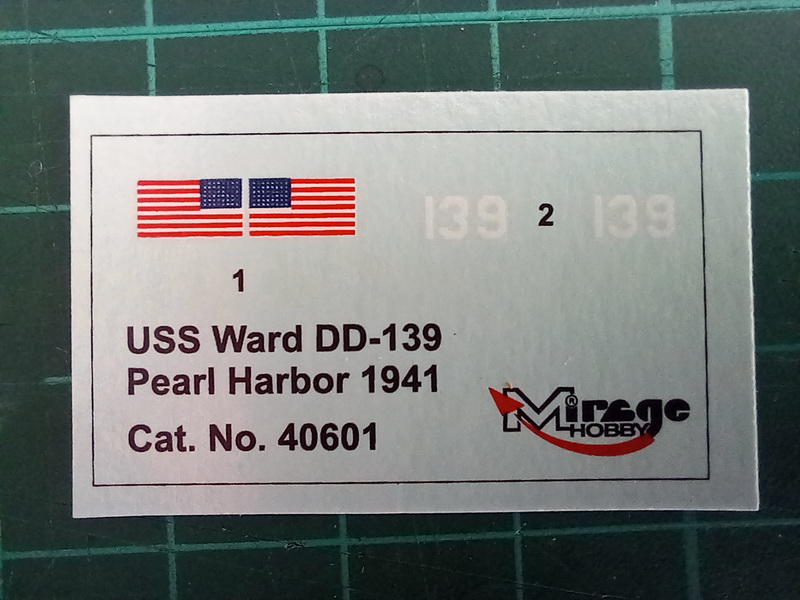 139 2 139
1
USS Ward DD-139
Pearl Harbor 1941
Cat. No. 40601
Mirage®
HOBBY